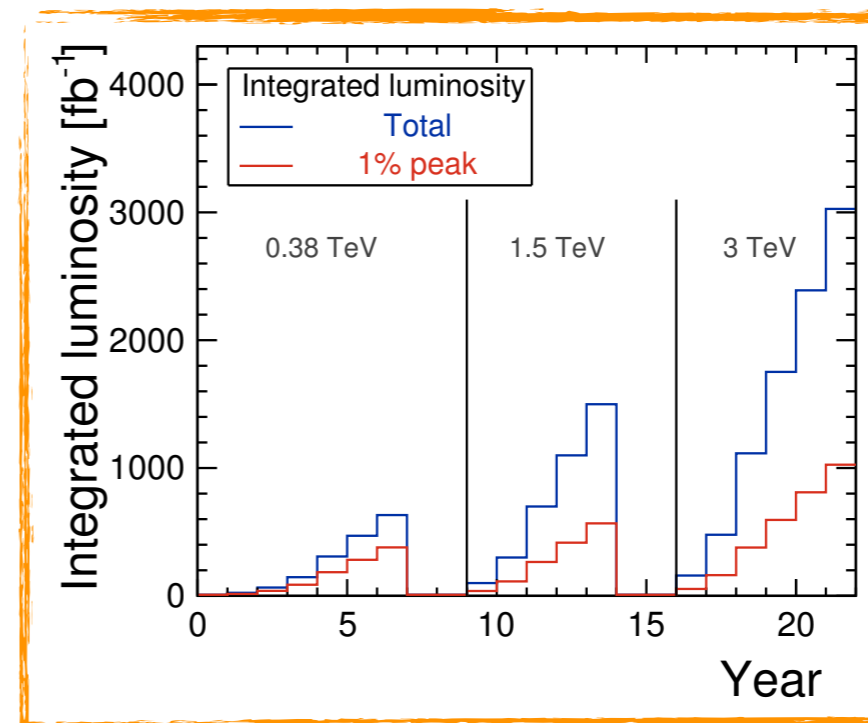 Integrated luminosity [fb⁻¹]
4000
3000
2000
1000
0
Integrated luminosity
Total
1% peak
0.38 TeV
1.5 TeV
3 TeV
0 5 10 15 20
Year